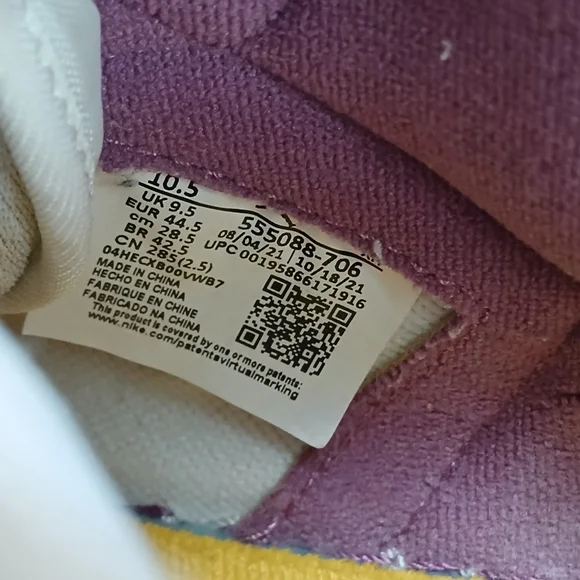 10.5
UK 9.5
EUR 44.5
cm 28.5
BR 42.5
CN 285(2.5)
04HECXB00VWB7
555088-706
08/04/21 | 10/18/21
UPC 00195866171916
MADE IN CHINA
HECHO EN CHINA
FABRIQUE EN CHINE
FABRICADO NA CHINA
This product is covered by one or more patents:
www.nike.com/patentsvirtualmarking